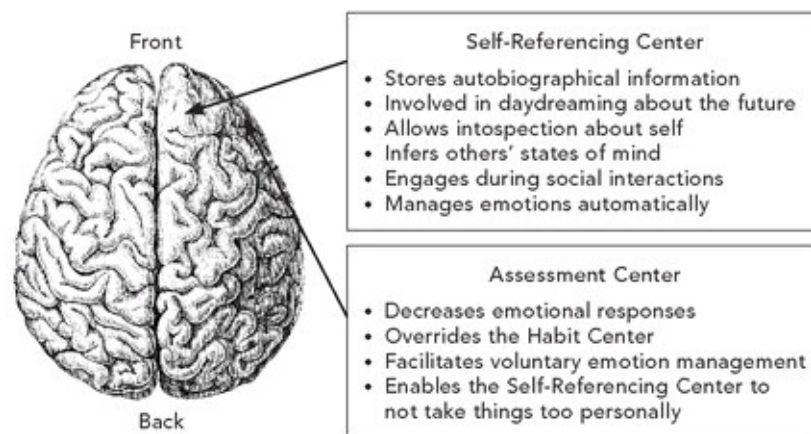 Front
Self-Referencing Center
• Stores autobiographical information
• Involved in daydreaming about the future
• Allows intospection about self
• Infers others' states of mind
• Engages during social interactions
• Manages emotions automatically
Assessment Center
• Decreases emotional responses
• Overrides the Habit Center
• Facilitates voluntary emotion management
• Enables the Self-Referencing Center to
not take things too personally
Back